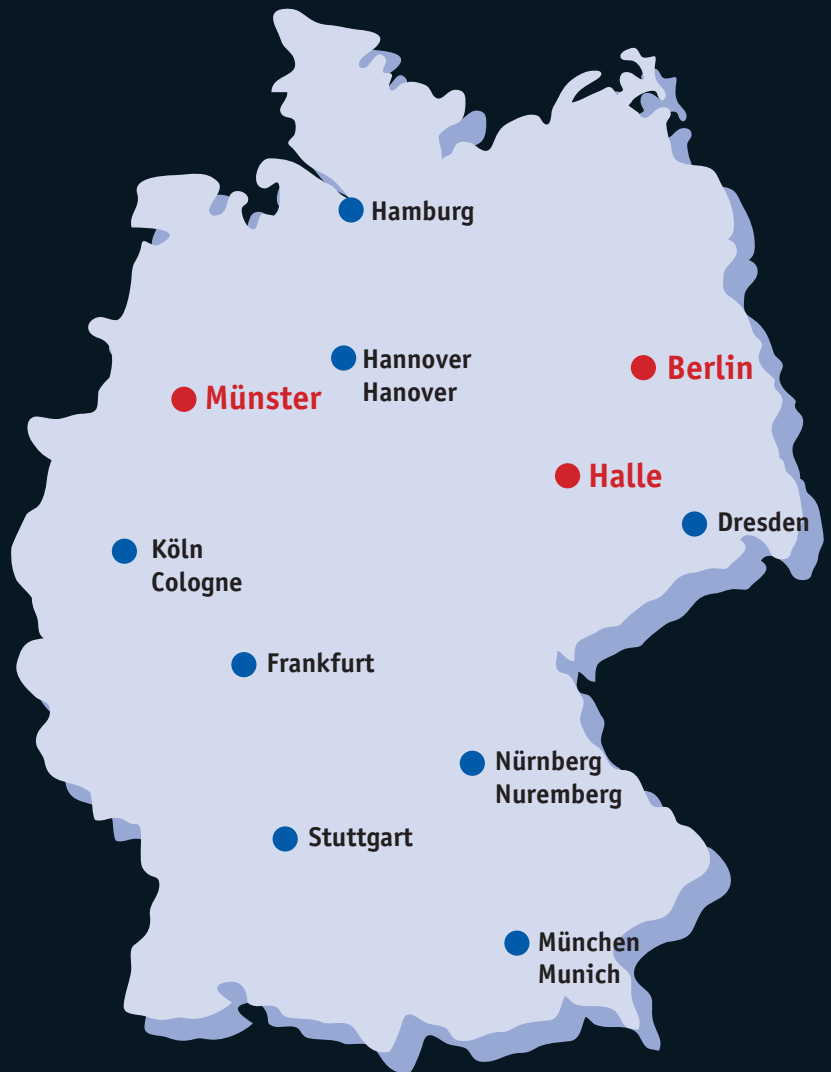 Hamburg
Hannover
Hanover
Berlin
Münster
Halle
Dresden
Köln
Cologne
Frankfurt
Nürnberg
Nuremberg
Stuttgart
München
Munich